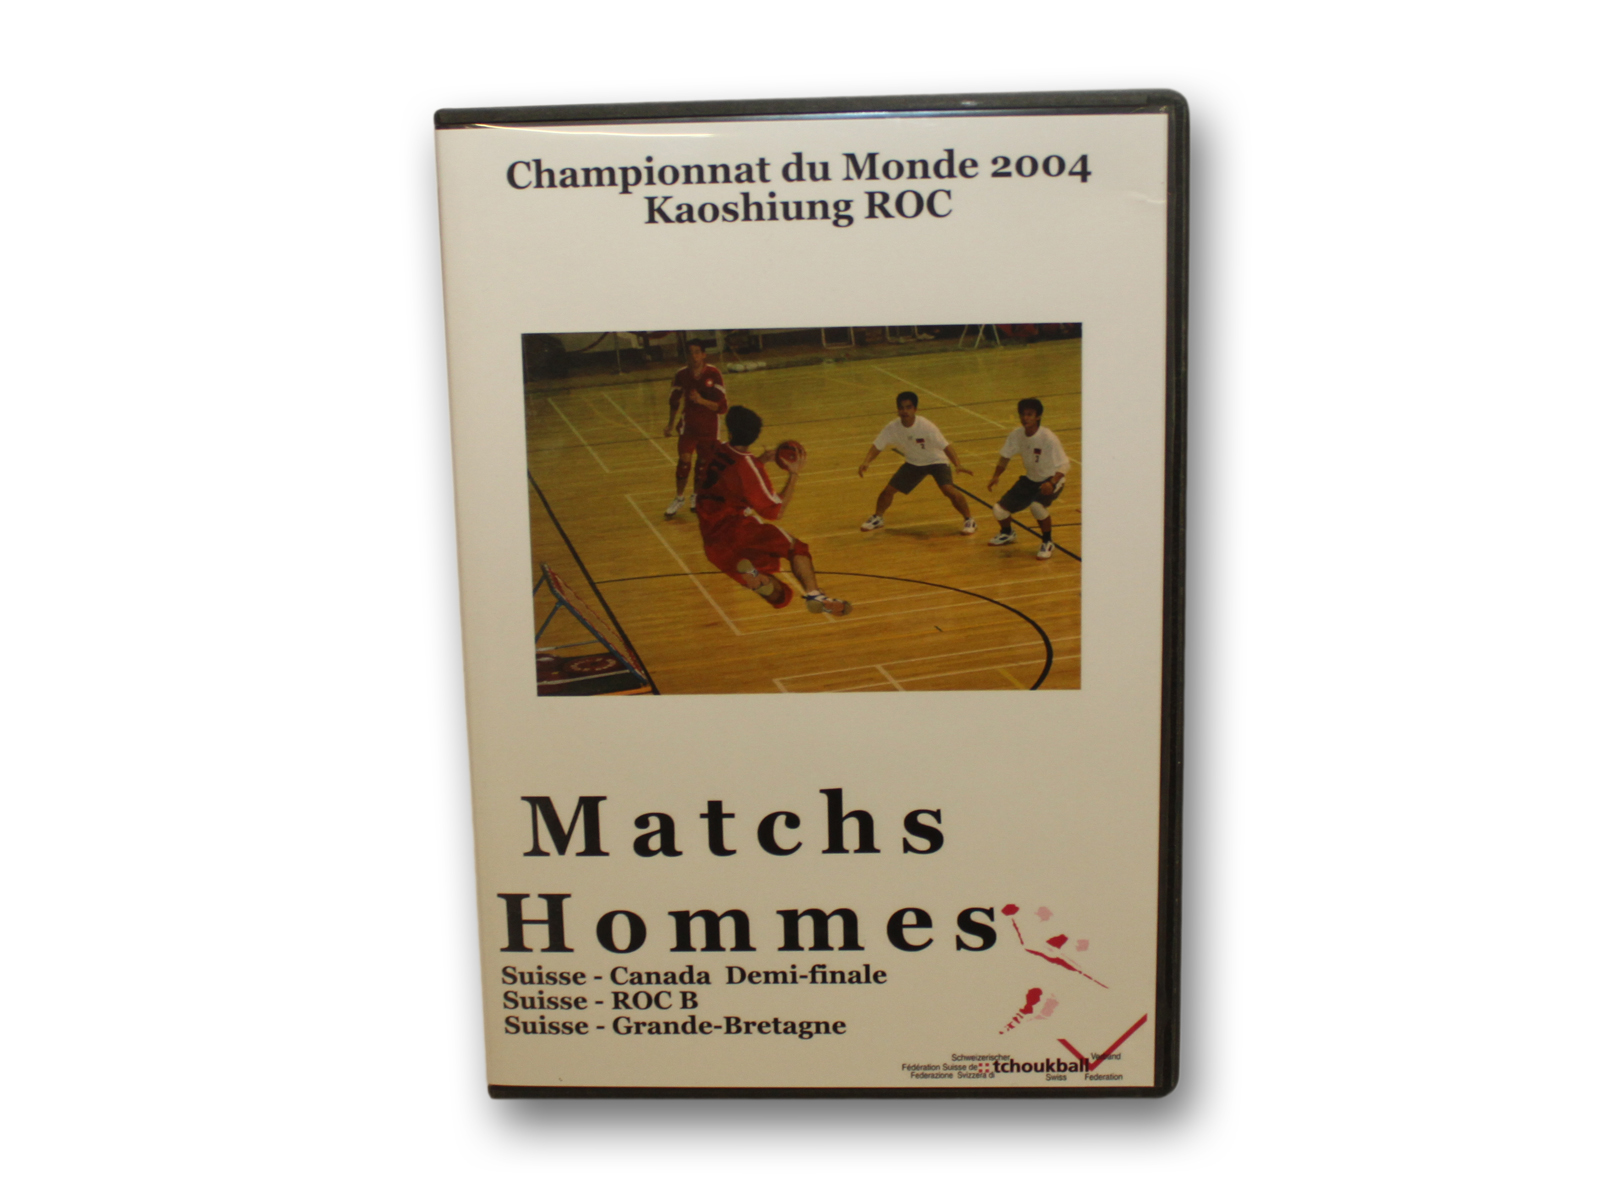 Championnat du Monde 2004
Kaoshiung ROC
Matchs
Hommes
Suisse - Canada Demi-finale
Suisse - ROC B
Suisse - Grande-Bretagne
Schweizerischer Verband
Fédération Suisse de tchoukball
Federazione Svizzera di Swiss Federation